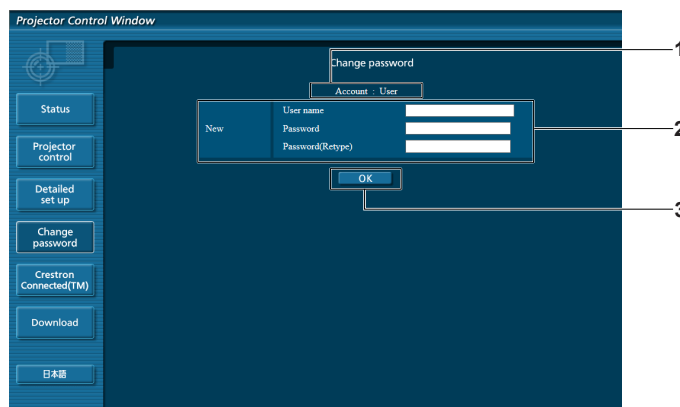 Projector Control Window
Change password
1
Account : User
Status
User name
New
Password
2
Password(Retype)
Projector
control
OK
Detailed
set up
3
Change
password
Crestron
Connected(TM)
Download
日本語